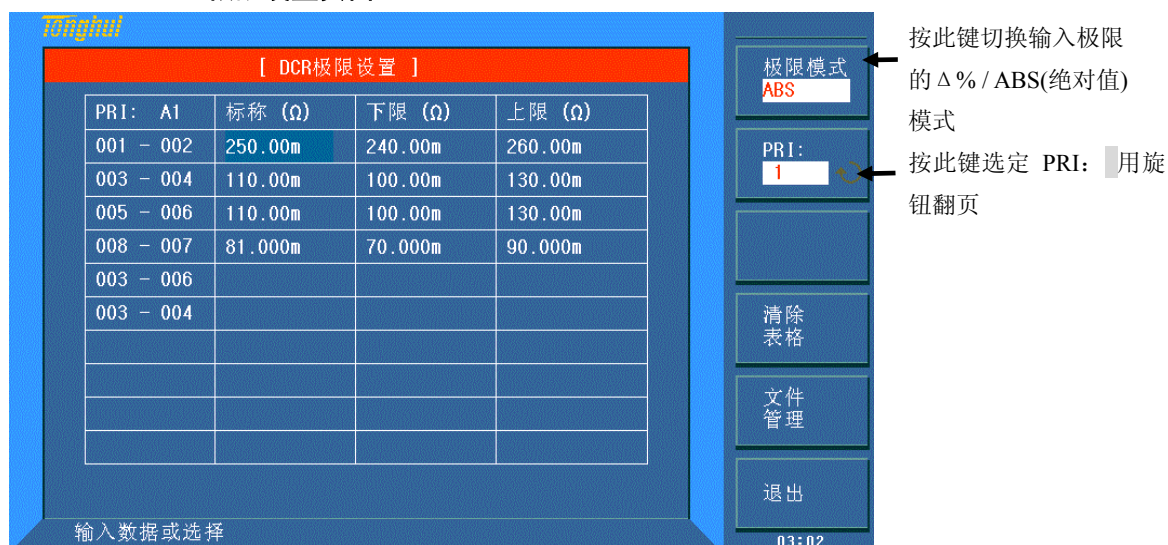 Tonghui
[ DCR极限设置 ]
PRI: A1 标称 (Ω) 下限 (Ω) 上限 (Ω)
001 - 002 250.00m 240.00m 260.00m
003 - 004 110.00m 100.00m 130.00m
005 - 006 110.00m 100.00m 130.00m
008 - 007 81.000m 70.000m 90.000m
003 - 006
003 - 004
输入数据或选择
极限模式
ABS
PRI:
1
清除
表格
文件
管理
退出
03:02
按此键切换输入极限
的Δ% / ABS(绝对值)
模式
按此键选定 PRI: 用旋
钮翻页